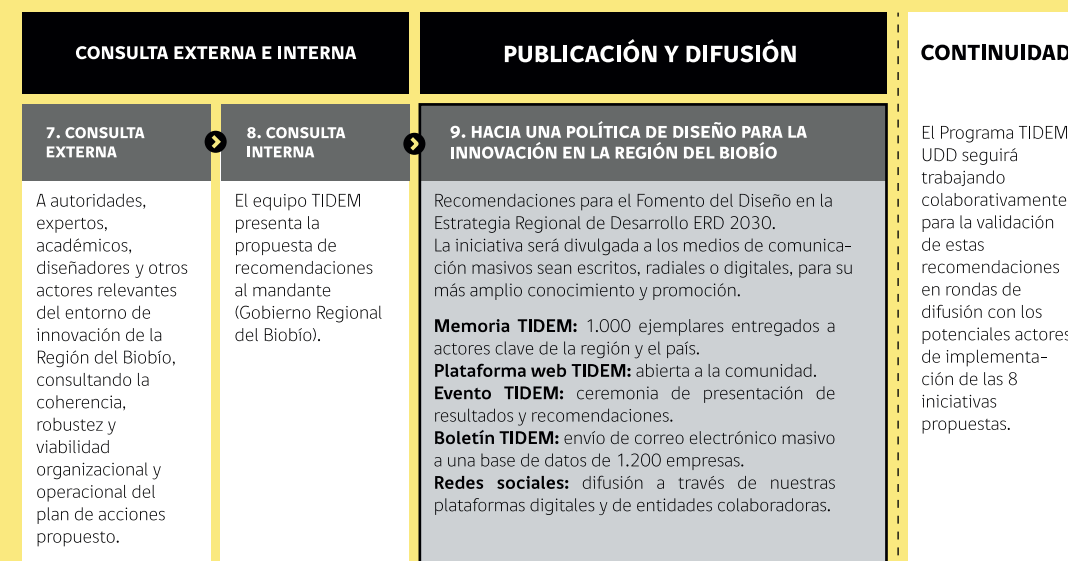 CONSULTA EXTERNA E INTERNA
7. CONSULTA
EXTERNA
A autoridades,
expertos,
académicos,
diseñadores y otros
actores relevantes
del entorno de
innovación de la
Región del Biobío,
consultando la
coherencia,
robustez y
viabilidad
organizacional y
operacional del
plan de acciones
propuesto.
8. CONSULTA
INTERNA
El equipo TIDEM
presenta la
propuesta de
recomendaciones
al mandante
(Gobierno Regional
del Biobío).
PUBLICACIÓN Y DIFUSIÓN
9. HACIA UNA POLÍTICA DE DISEÑO PARA LA
INNOVACIÓN EN LA REGIÓN DEL BIOBÍO
Recomendaciones para el Fomento del Diseño en la
Estrategia Regional de Desarrollo ERD 2030.
La iniciativa será divulgada a los medios de comunica-
ción masivos sean escritos, radiales o digitales, para su
más amplio conocimiento y promoción.
Memoria TIDEM: 1.000 ejemplares entregados a
actores clave de la región y el país.
Plataforma web TIDEM: abierta a la comunidad.
Evento TIDEM: ceremonia de presentación de
resultados y recomendaciones.
Boletín TIDEM: envío de correo electrónico masivo
a una base de datos de 1.200 empresas.
Redes sociales: difusión a través de nuestras
plataformas digitales y de entidades colaboradoras.
CONTINUIDAD
El Programa TIDEM
UDD seguirá
trabajando
colaborativamente
para la validación
de estas
recomendaciones
en rondas de
difusión con los
potenciales actores
de implementa-
ción de las 8
iniciativas
propuestas.